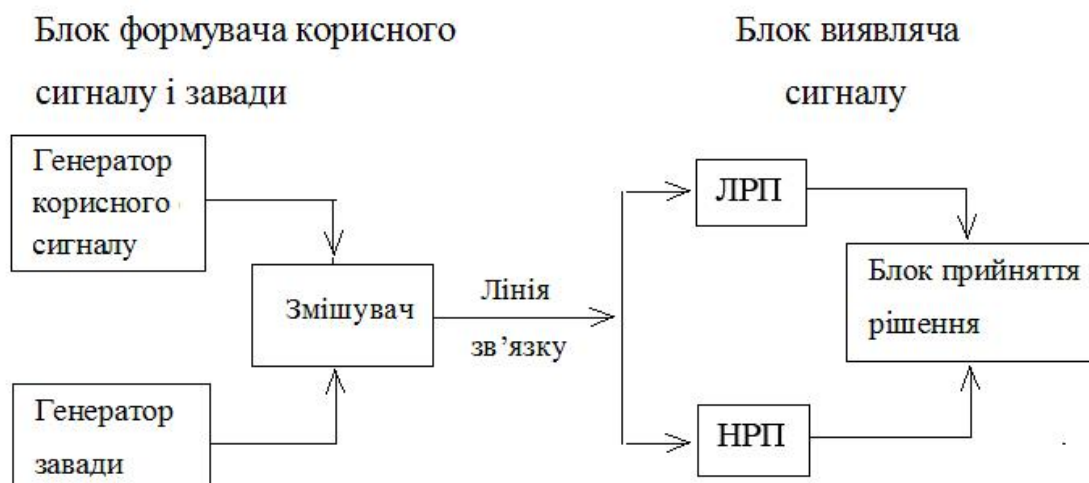 Блок формувача корисного
сигналу і завади
Блок виявляча
сигналу
Генератор
корисного
сигналу
Змішувач
Лінія
зв’язку
ЛРП
Блок прийняття
рішення
Генератор
завади
НРП